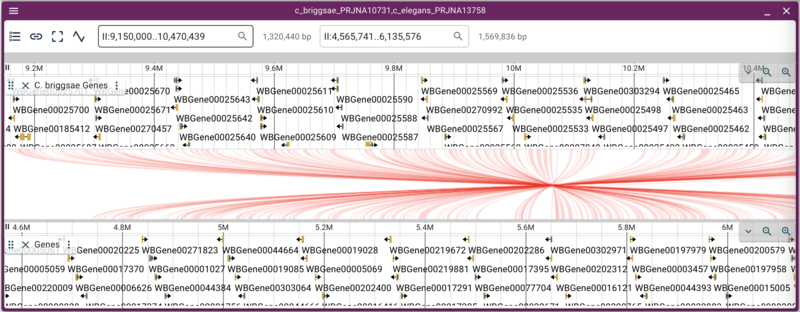 c_briggsae_PRJNA10731,c_elegans_PRJNA13758
II:9,150,000..10,470,439 1,320,440 bp II:4,565,741..6,135,576 1,569,836 bp
II 9.2M 9.4M 9.6M 9.8M 10M 10.2M 10.4M
C. briggsae Genes
WBGene00025611 WBGene00025569 WBGene00025536 WBGene00303294 WBGene00025465
WBGene00025643 WBGene00025590
WBGene00025700 WBGene00025671 WBGene00025610 WBGene00270992 WBGene00025535 WBGene00025498 WBGene00025463
WBGene00025642 WBGene00025588
WBGene00185412 WBGene00270457 WBGene00025567 WBGene00025533 WBGene00025497 WBGene00025462
WBGene00025640 WBGene00025609 WBGene00025587
II 4.6M 4.8M 5M 5.2M 5.4M 5.6M 5.8M 6M
Genes
Gene00020225 WBGene00271823 WBGene00044664 WBGene00019028 WBGene00219672 WBGene00202286 WBGene00302971 WBGene00197979 WBGene00200579
Gene00005059 WBGene00017370 WBGene00001027 WBGene00019085 WBGene00005069 WBGene00219881 WBGene00017395 WBGene00202312 WBGene00003457 WBGene00197958
WBGene00220009 WBGene00006626 WBGene00044384 WBGene00303064 WBGene00202400 WBGene00017291 WBGene00077704 WBGene00016121 WBGene00044393 WBGene00015005